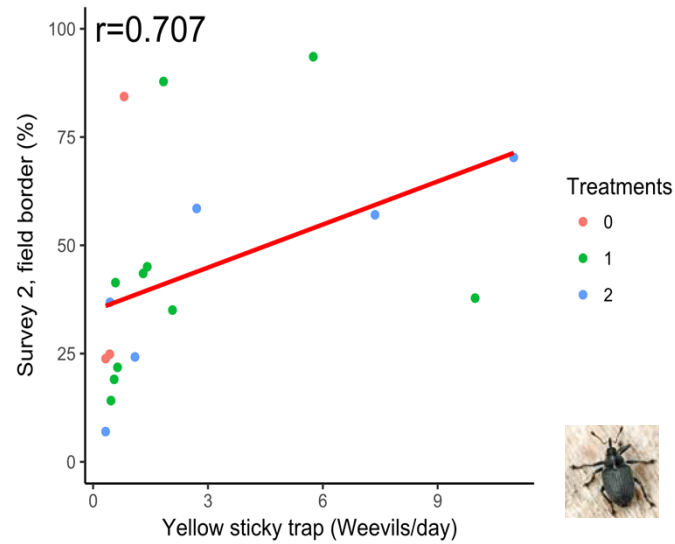 r=0.707
100
75
50
25
0
Survey 2, field border (%)
0 3 6 9
Yellow sticky trap (Weevils/day)
Treatments
0
1
2